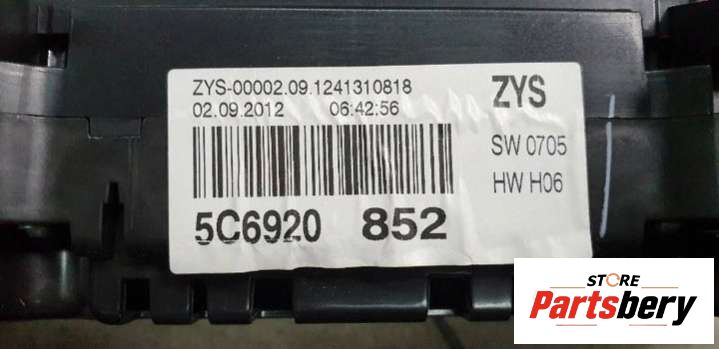 ZYS-00002.09.1241310818
02.09.2012 06:42:56
ZYS
SW 0705
HW H06
5C6920 852
STORE
Partsbery